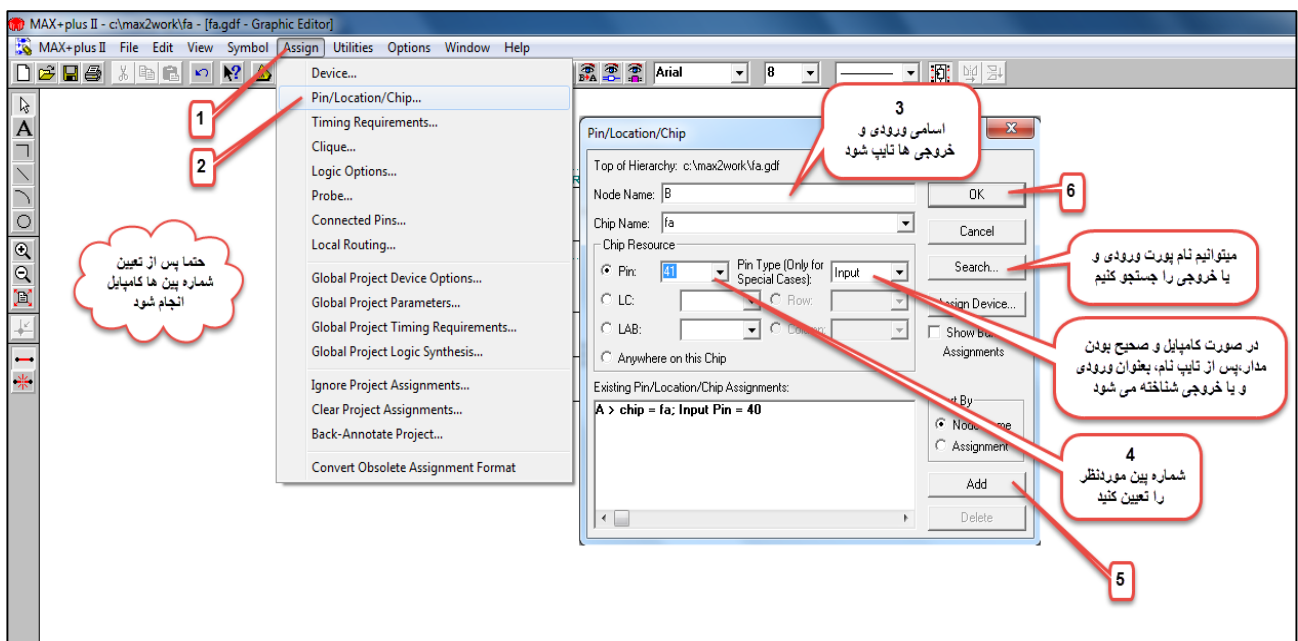 MAX+plus II - c:\max2work\fa - [fa.gdf - Graphic Editor]
MAX+plus II File Edit View Symbol Assign Utilities Options Window Help
Arial 8
Device...
Pin/Location/Chip...
Timing Requirements...
Clique...
Logic Options...
Probe...
Connected Pins...
Local Routing...
Global Project Device Options...
Global Project Parameters...
Global Project Timing Requirements...
Global Project Logic Synthesis...
Ignore Project Assignments...
Clear Project Assignments...
Back-Annotate Project...
Convert Obsolete Assignment Format
1
2
حتما پس از تعیین
شماره پین ها کامپایل
انجام شود
Pin/Location/Chip
Top of Hierarchy: c:\max2work\fa.gdf
Node Name: B
Chip Name: fa
Chip Resource
Pin: 41
Pin Type (Only for
Special Cases): Input
LC: Row:
LAB:
Anywhere on this Chip
Existing Pin/Location/Chip Assignments:
A > chip = fa; Input Pin = 40
OK
Cancel
Search...
Assign Device...
Show
Assignments
By
Assignment
Add
Delete
3
اسامی ورودی و
خروجی ها تایپ شود
6
میتوانیم نام پورت ورودی و
یا خروجی را جستجو کنیم
در صورت کامپایل و صحیح بودن
مدار،پس از تایپ نام، بعنوان ورودی
و یا خروجی شناخته می شود
4
شماره پین موردنظر
را تعیین کنید
5